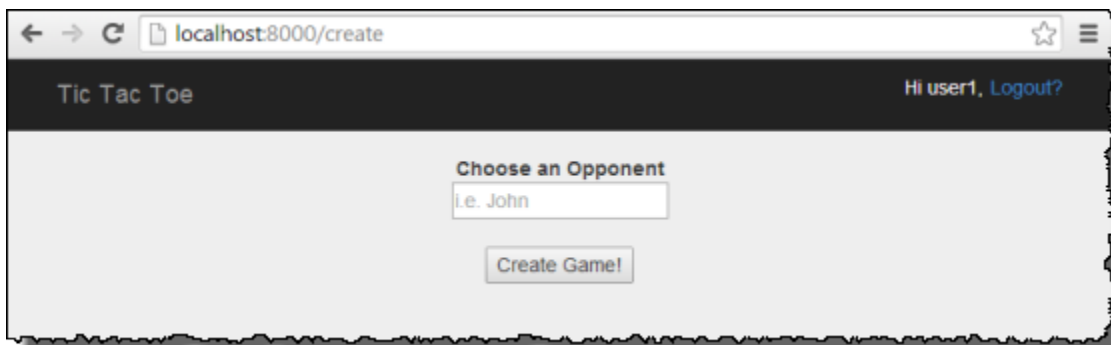 localhost:8000/create
Tic Tac Toe
Hi user1, Logout?
Choose an Opponent
i.e. John
Create Game!